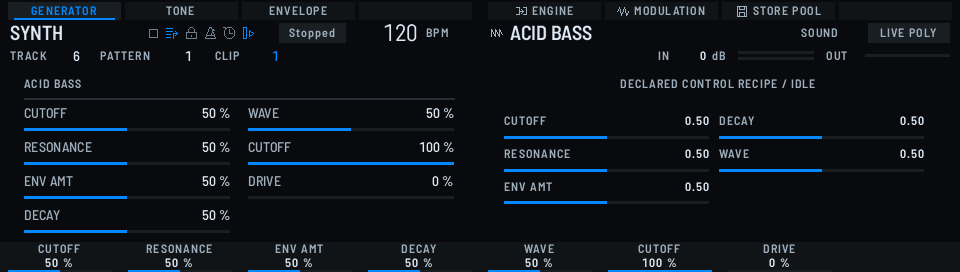 GENERATOR TONE ENVELOPE ENGINE MODULATION STORE POOL
SYNTH Stopped 120 BPM ACID BASS SOUND LIVE POLY
TRACK 6 PATTERN 1 CLIP 1 IN 0 dB OUT
ACID BASS DECLARED CONTROL RECIPE / IDLE
CUTOFF 50 % WAVE 50 % CUTOFF 0.50 DECAY 0.50
RESONANCE 50 % CUTOFF 100 % RESONANCE 0.50 WAVE 0.50
ENV AMT 50 % DRIVE 0 % ENV AMT 0.50
DECAY 50 %
CUTOFF RESONANCE ENV AMT DECAY WAVE CUTOFF DRIVE
50 % 50 % 50 % 50 % 50 % 100 % 0 %